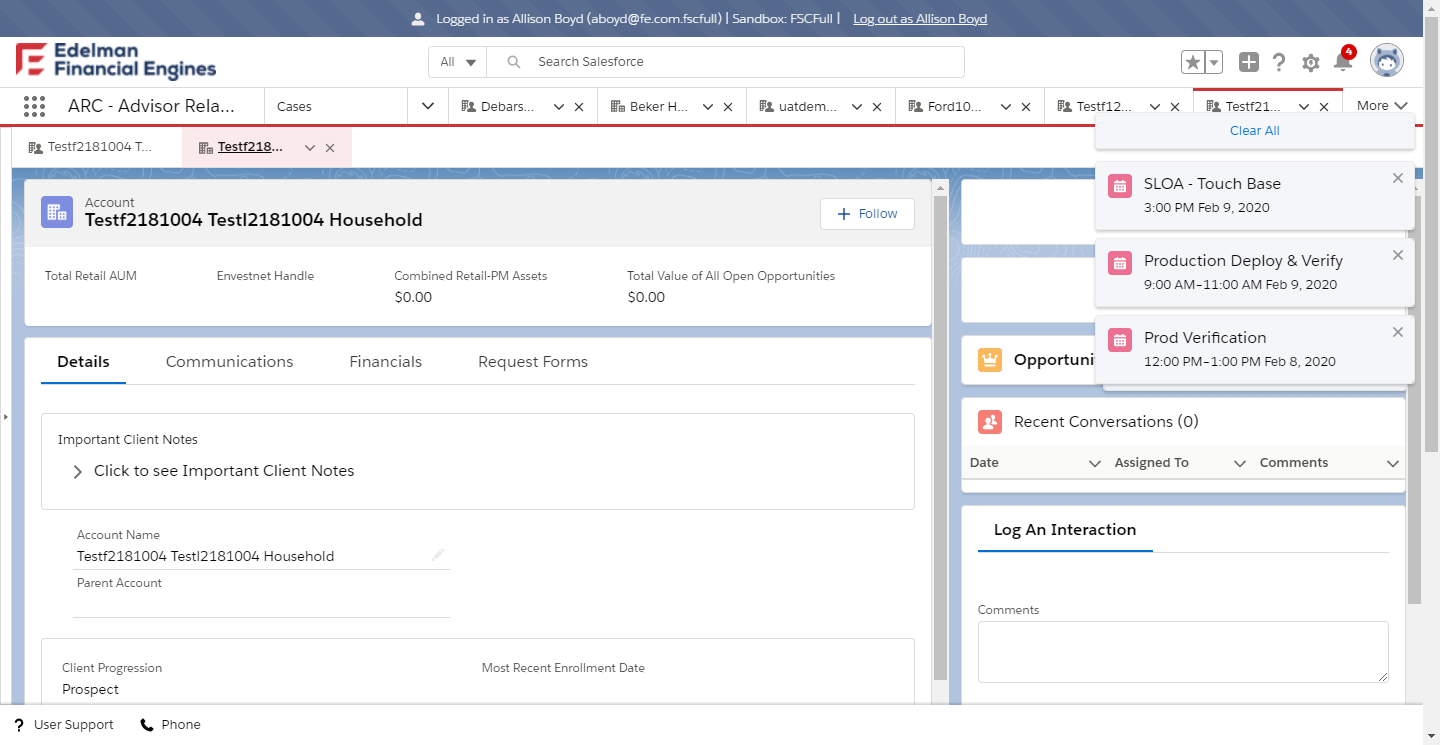 Logged in as Allison Boyd (aboyd@fe.com.fscfull) | Sandbox: FSCFull | Log out as Allison Boyd
Edelman
Financial Engines
All
Search Salesforce
4
ARC - Advisor Rela...
Cases
Debars...
Beker H...
uatdem...
Ford10...
Testf12...
Testf21...
More
Testf2181004 T...
Testf218...
Clear All
SLOA - Touch Base
3:00 PM Feb 9, 2020
Production Deploy & Verify
9:00 AM–11:00 AM Feb 9, 2020
Prod Verification
12:00 PM–1:00 PM Feb 8, 2020
Account
Testf2181004 Testl2181004 Household
Follow
Total Retail AUM
Envestnet Handle
Combined Retail-PM Assets
$0.00
Total Value of All Open Opportunities
$0.00
Details
Communications
Financials
Request Forms
Important Client Notes
Click to see Important Client Notes
Account Name
Testf2181004 Testl2181004 Household
Parent Account
Client Progression
Prospect
Most Recent Enrollment Date
Opportuni
Recent Conversations (0)
Date
Assigned To
Comments
Log An Interaction
Comments
? User Support
Phone